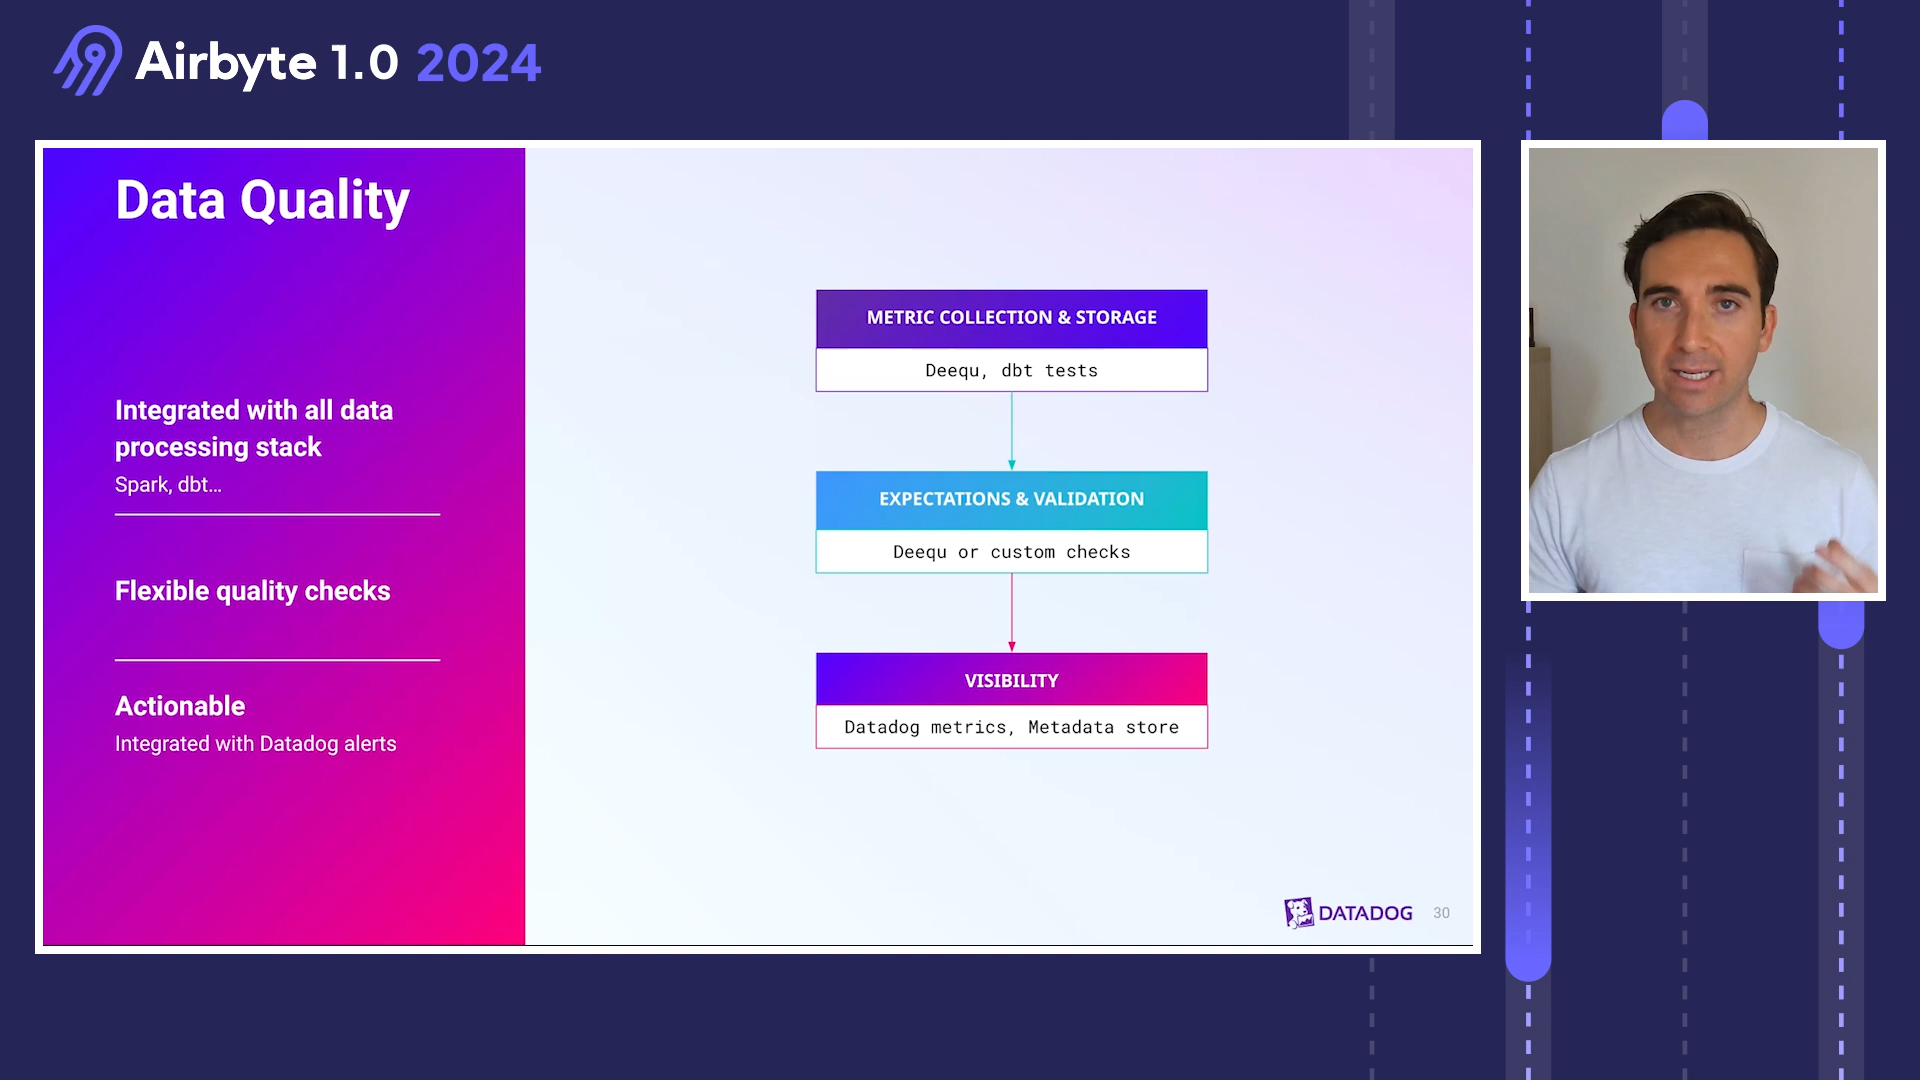 Airbyte 1.0 2024
Data Quality
Integrated with all data
processing stack
Spark, dbt...
Flexible quality checks
Actionable
Integrated with Datadog alerts
METRIC COLLECTION & STORAGE
Deequ, dbt tests
EXPECTATIONS & VALIDATION
Deequ or custom checks
VISIBILITY
Datadog metrics, Metadata store
DATADOG 30